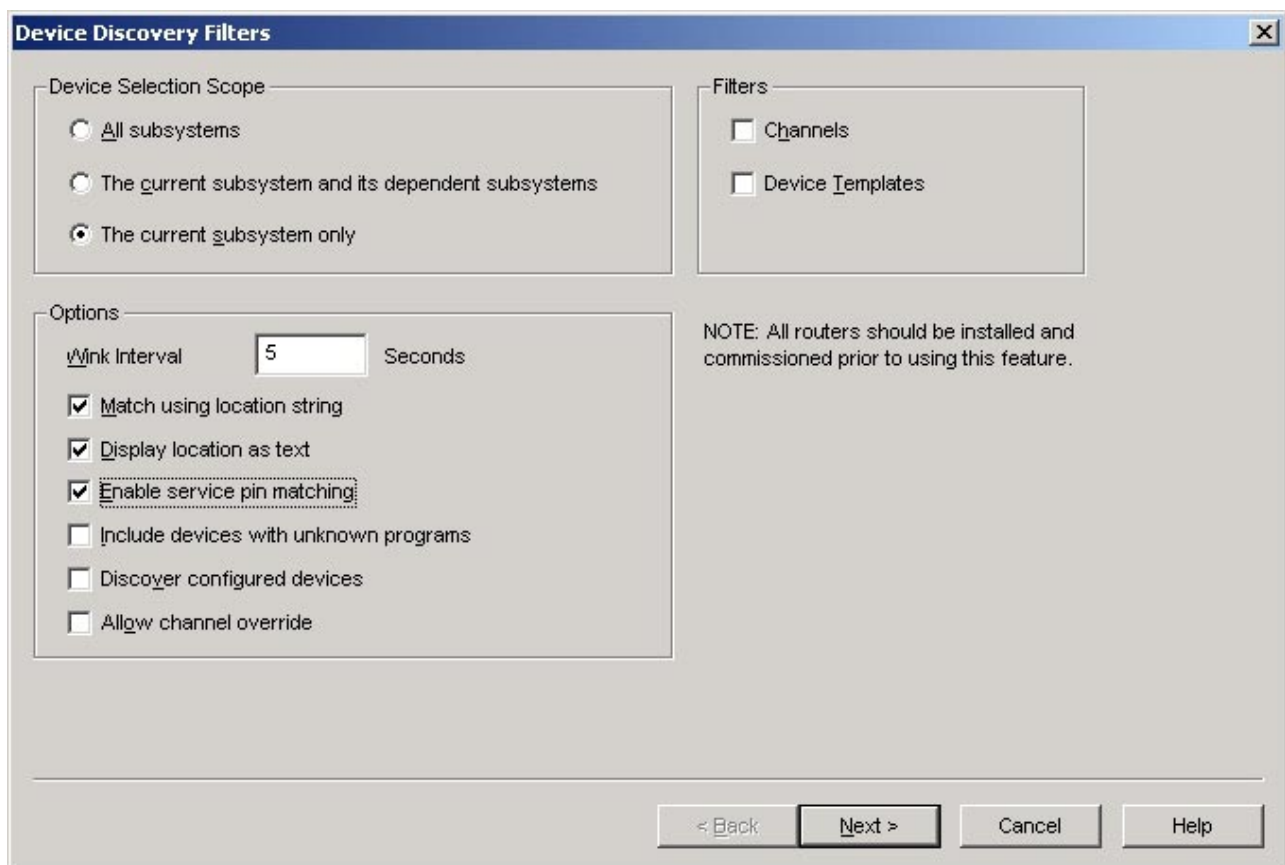 Device Discovery Filters
Device Selection Scope
All subsystems
The current subsystem and its dependent subsystems
The current subsystem only
Filters
Channels
Device Templates
Options
Wink Interval 5 Seconds
Match using location string
Display location as text
Enable service pin matching
Include devices with unknown programs
Discover configured devices
Allow channel override
NOTE: All routers should be installed and
commissioned prior to using this feature.
< Back Next > Cancel Help